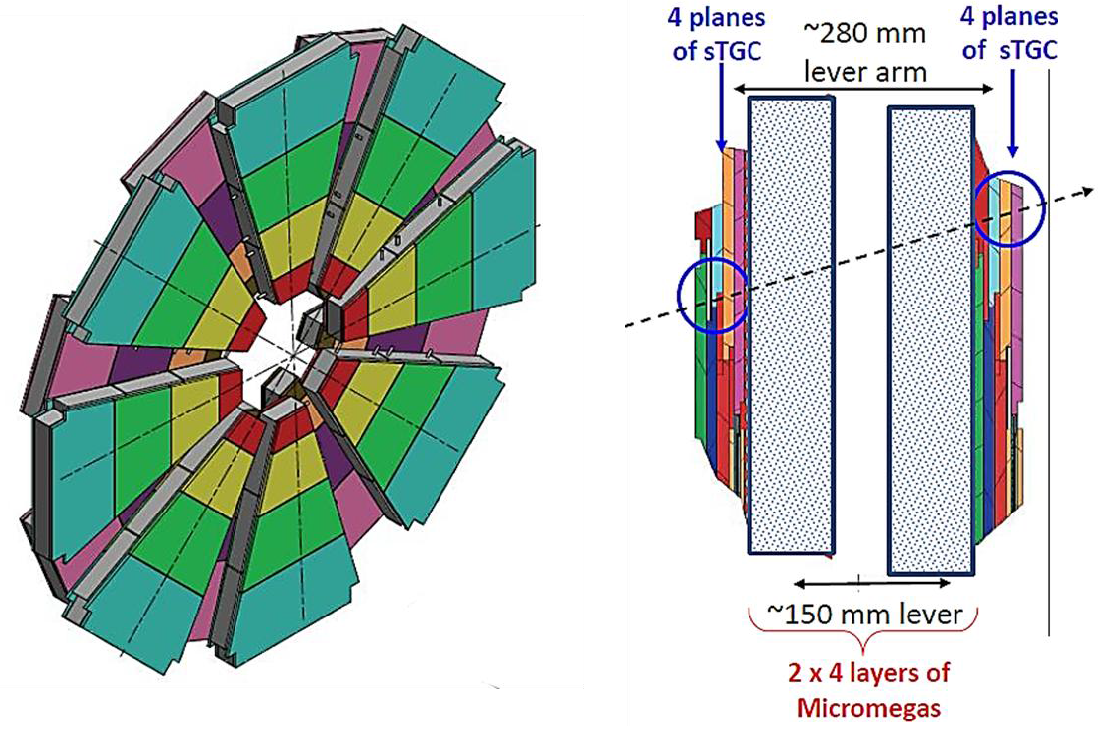 4 planes
of sTGC
~280 mm
lever arm
4 planes
of sTGC
~150 mm lever
2 x 4 layers of
Micromegas